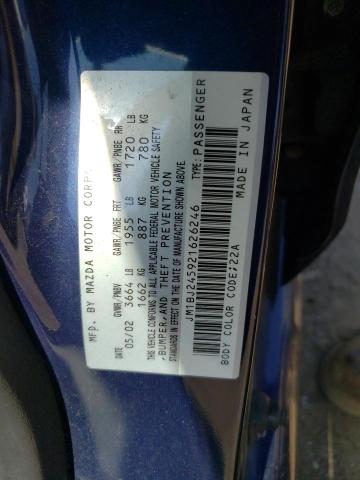 MFD. BY MAZDA MOTOR CORP.
GVWR/PNBV GAWR/PNBE FRT GAWR/PNBE RR
05/02 3664 LB 1955 LB 1720 LB
1662 KG 887 KG 780 KG
THIS VEHICLE CONFORMS TO ALL APPLICABLE FEDERAL MOTOR VEHICLE SAFETY
, BUMPER, AND THEFT PREVENTION
STANDARDS IN EFFECT ON THE DATE OF MANUFACTURE SHOWN ABOVE.
JM1BJ245921626246 TYPE: PASSENGER
BODY COLOR CODE;22A MADE IN JAPAN